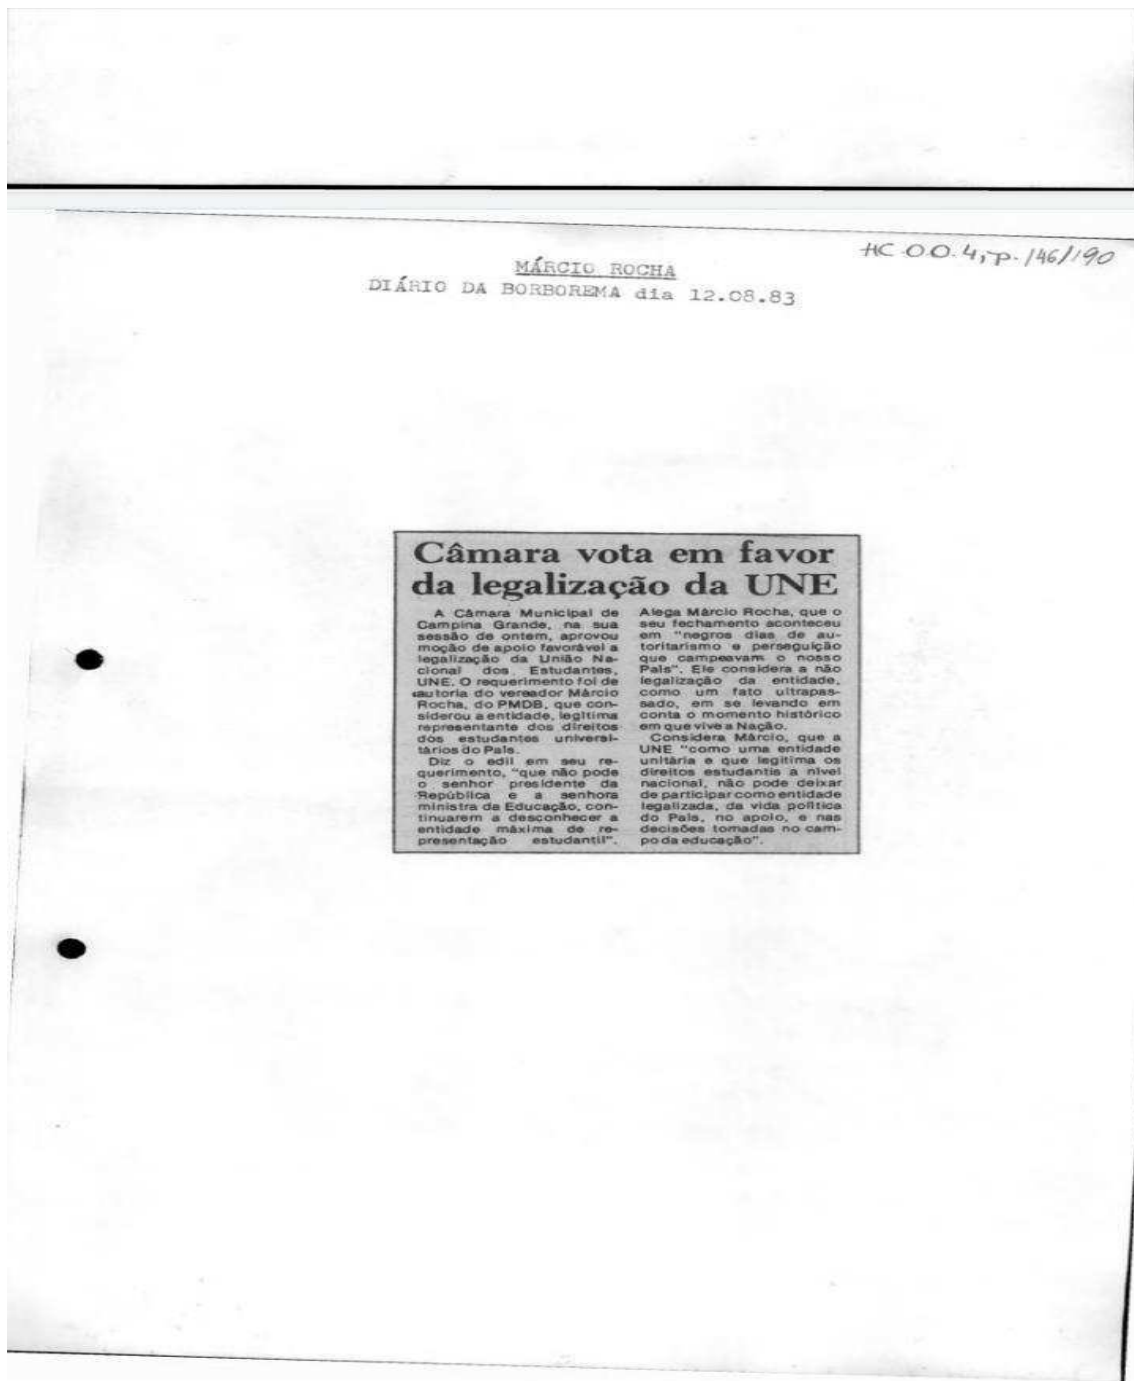 HC.O.O.4, p.146/190
MÁRCIO ROCHA
DIÁRIO DA BORBOREMA dia 12.08.83
Câmara vota em favor
da legalização da UNE
A Câmara Municipal de
Campina Grande, na sua
sessão de ontem, aprovou
moção de apoio favorável a
legalização da União Na-
cional dos Estudantes,
UNE. O requerimento foi de
autoria do vereador Márcio
Rocha, do PMDB, que con-
siderou a entidade, legítima
representante dos direitos
dos estudantes universi-
tários do País.
Diz o edil em seu re-
querimento, "que não pode
o senhor presidente da
República e a senhora
ministra da Educação, con-
tinuarem a desconhecer a
entidade máxima de re-
presentação estudantil".
Alega Márcio Rocha, que o
seu fechamento aconteceu
em "negros dias de au-
toritarismo e perseguição
que campeavam o nosso
País". Ele considera a não
legalização da entidade,
como um fato ultrapas-
sado, em se levando em
conta o momento histórico
em que vive a Nação.
Considera Márcio, que a
UNE "como uma entidade
unitária e que legitima os
direitos estudantis a nível
nacional, não pode deixar
de participar como entidade
legalizada, da vida política
do País, no apoio, e nas
decisões tomadas no cam-
po da educação".